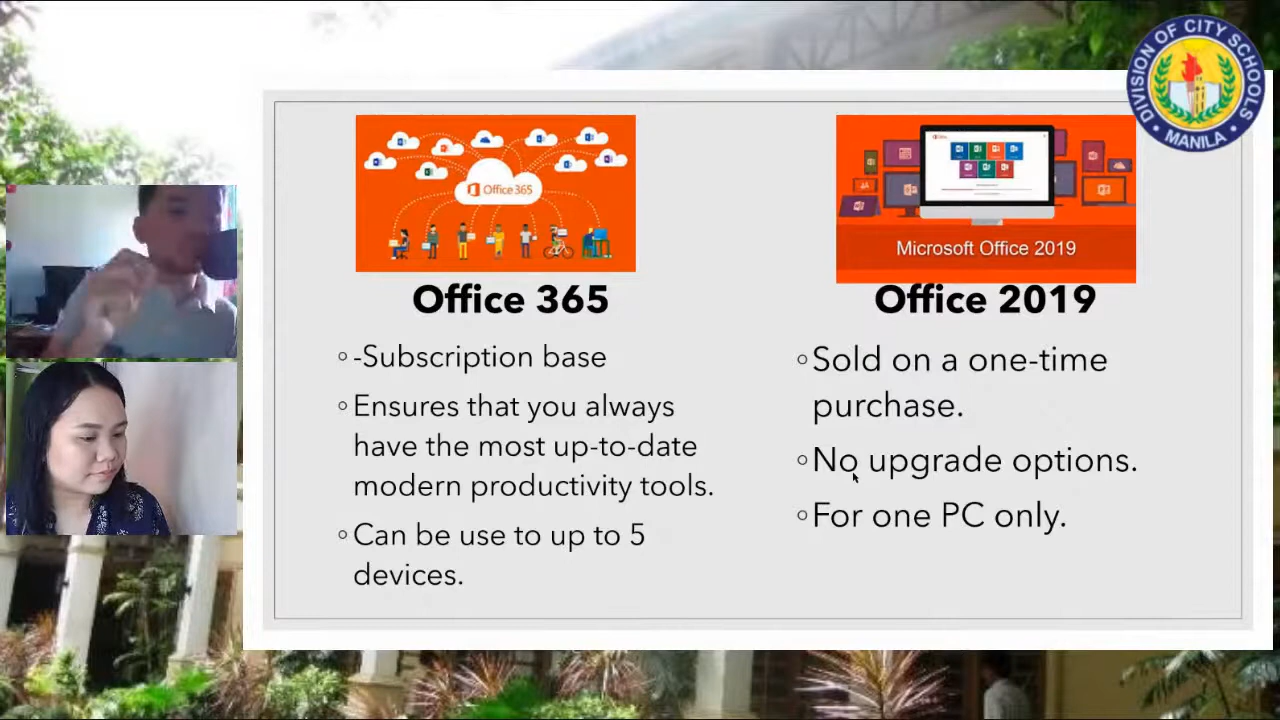 DIVISION OF CITY SCHOOLS
MANILA
Office 365
Microsoft Office 2019
Office 365
Office 2019
-Subscription base
Ensures that you always
have the most up-to-date
modern productivity tools.
Can be use to up to 5
devices.
Sold on a one-time
purchase.
No upgrade options.
For one PC only.